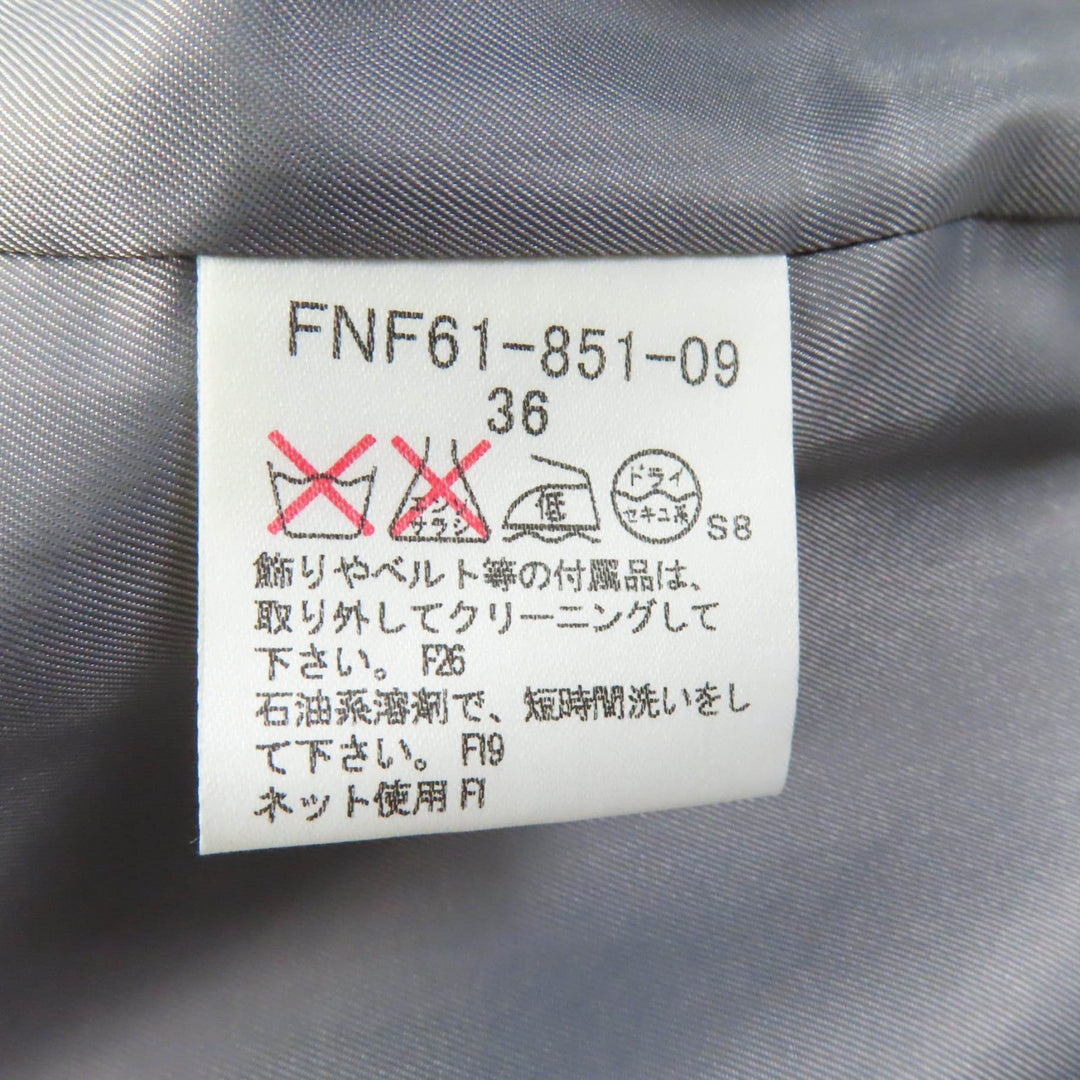 FNF61-851-09
36
エンソ
サラシ
低
ドライ
セキユ系
S8
飾りやベルト等の付属品は、
取り外してクリーニングして
下さい。 F26
石油系溶剤で、短時間洗いをし
て下さい。 F19
ネット使用 F1